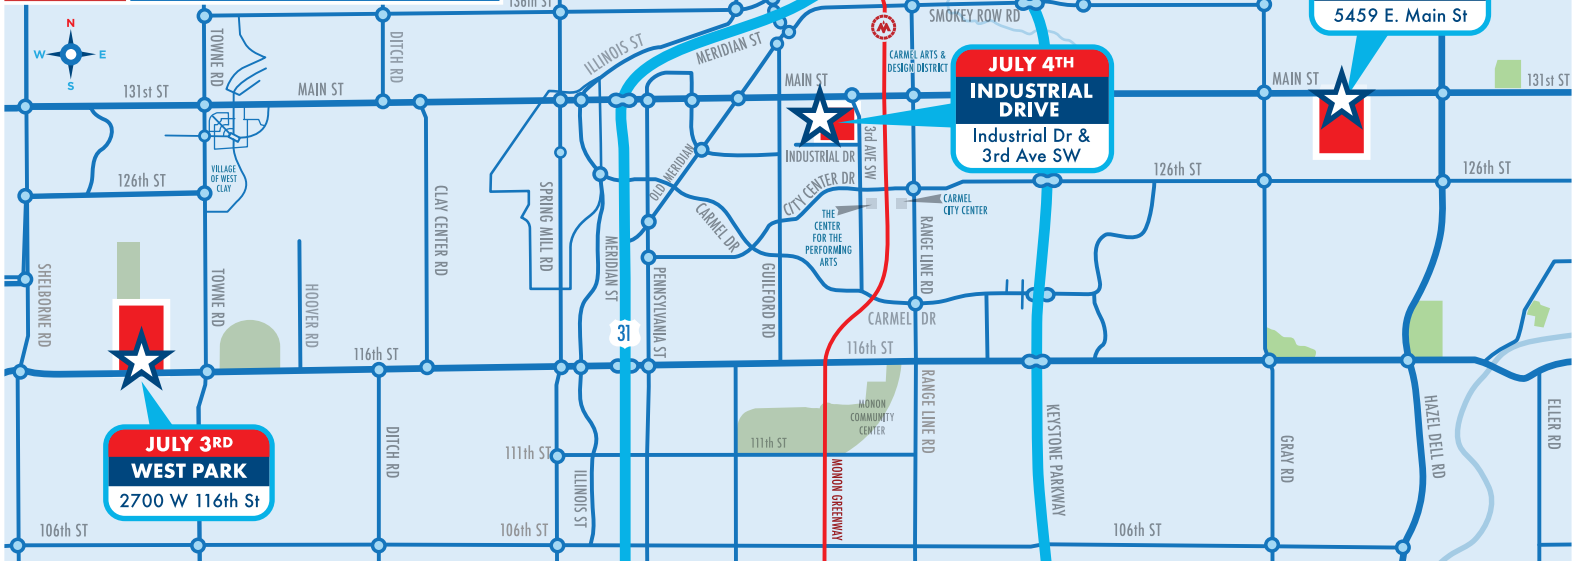 136th ST
SMOKEY ROW RD
5459 E. Main St
N
W
E
S
TOWNE RD
DITCH RD
ILLINOIS ST
MERIDIAN ST
CARMEL ARTS &
DESIGN DISTRICT
JULY 4TH
INDUSTRIAL
DRIVE
Industrial Dr &
3rd Ave SW
131st ST
MAIN ST
MAIN ST
MAIN ST
131st ST
VILLAGE
OF WEST
CLAY
126th ST
CLAY CENTER RD
SPRING MILL RD
OLD MERIDIAN
INDUSTRIAL DR
3rd AVE SW
CITY CENTER DR
126th ST
126th ST
CARMEL DR
THE
CENTER
FOR THE
PERFORMING
ARTS
CARMEL
CITY CENTER
RANGE LINE RD
SHELBORNE RD
TOWNE RD
HOOVER RD
MERIDIAN ST
PENNSYLVANIA ST
GUILFORD RD
CARMEL DR
31
116th ST
116th ST
JULY 3RD
WEST PARK
2700 W 116th St
DITCH RD
111th ST
ILLINOIS ST
111th ST
MONON
COMMUNITY
CENTER
MONON GREENWAY
RANGE LINE RD
KEYSTONE PARKWAY
GRAY RD
HAZEL DELL RD
ELLER RD
106th ST
106th ST
106th ST